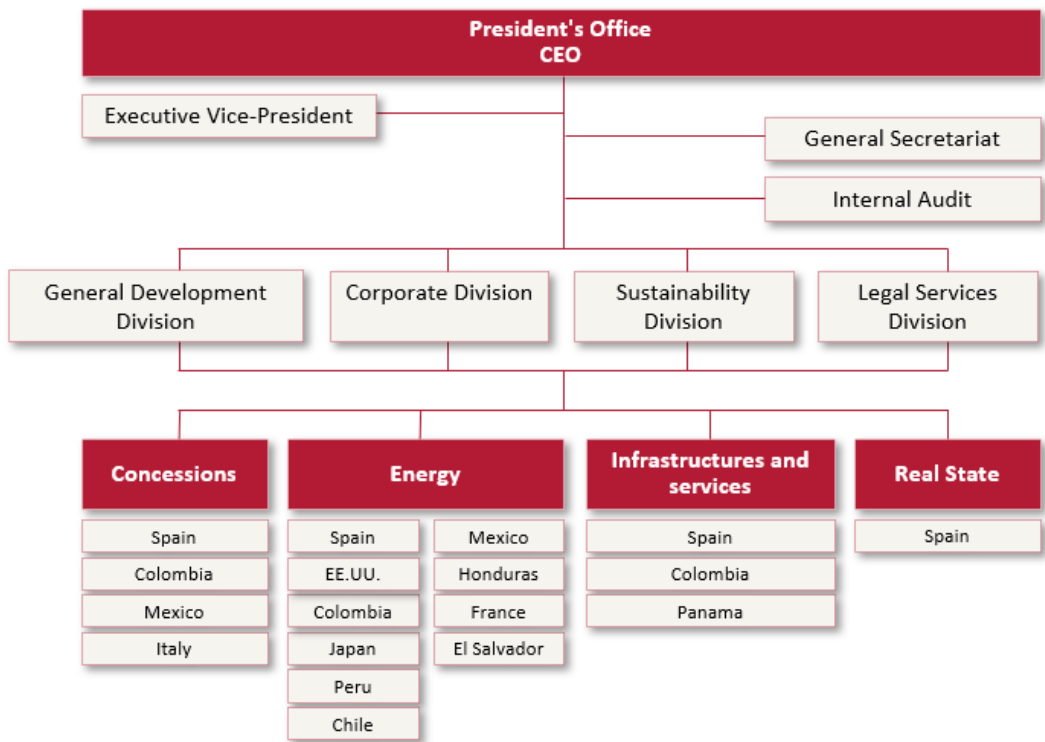 President's Office
CEO
Executive Vice-President
General Secretariat
Internal Audit
General Development
Division
Corporate Division
Sustainability
Division
Legal Services
Division
Concessions
Spain
Colombia
Mexico
Italy
Energy
Spain
EE.UU.
Colombia
Japan
Peru
Chile
Mexico
Honduras
France
El Salvador
Infrastructures and
services
Spain
Colombia
Panama
Real State
Spain